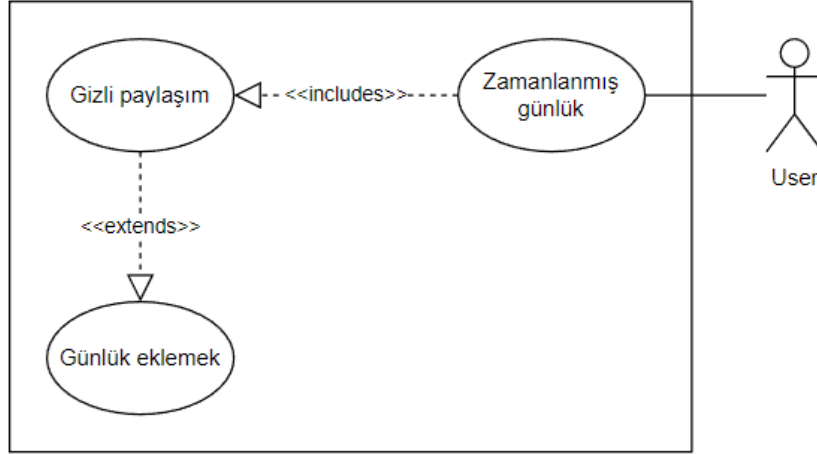 Gizli paylaşım
<<includes>>
Zamanlanmış
günlük
User
<<extends>>
Günlük eklemek